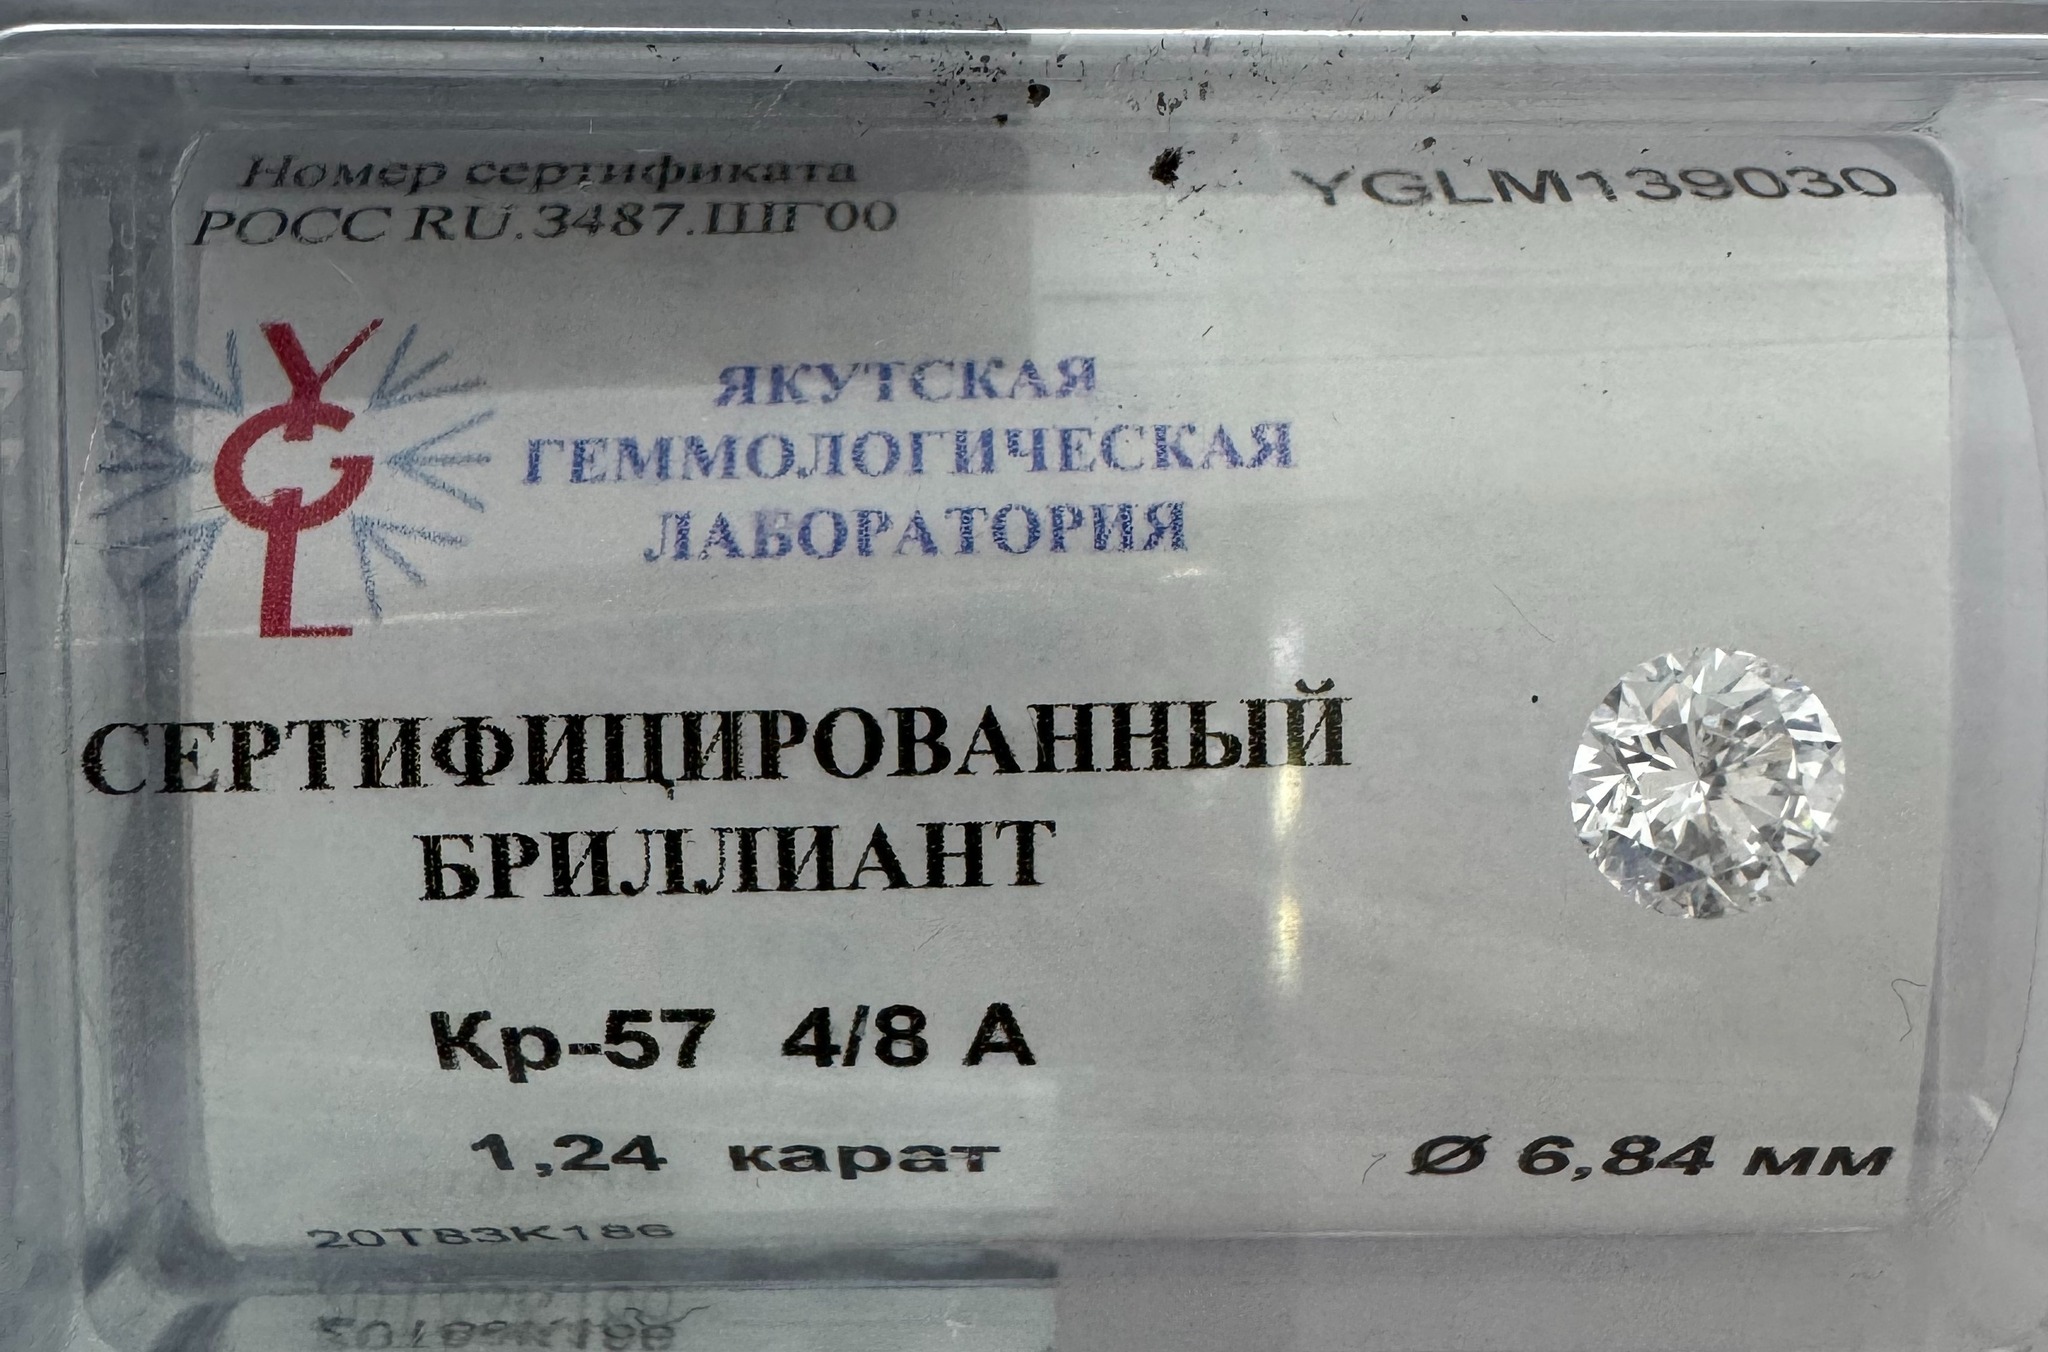 Номер сертификата
РОСС RU.3487.ШГ00
YGLM139030
YGL
ЯКУТСКАЯ
ГЕММОЛОГИЧЕСКАЯ
ЛАБОРАТОРИЯ
СЕРТИФИЦИРОВАННЫЙ
БРИЛЛИАНТ
Кр-57 4/8 А
1,24 карат
Ø 6,84 мм
20TB3K186